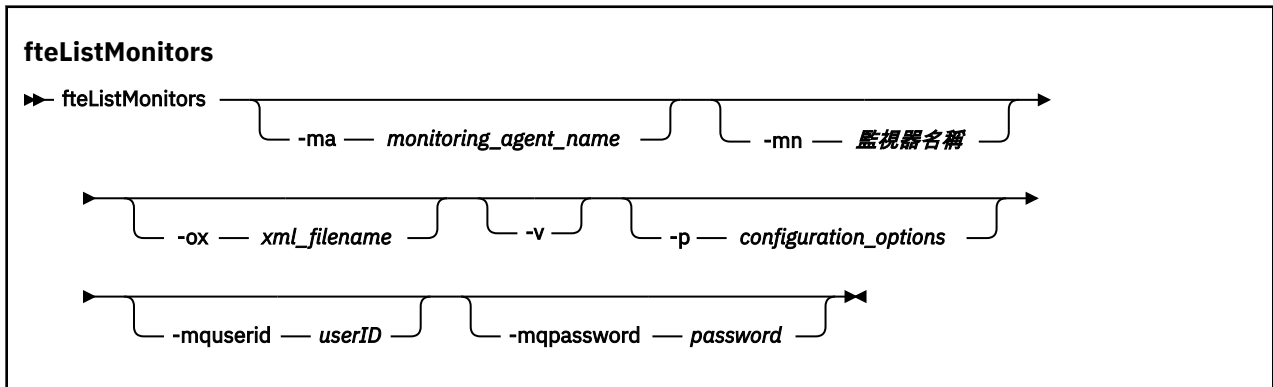 fteListMonitors
fteListMonitors
-ma monitoring_agent_name -mn 監視器名稱
-ox xml_filename -v -p configuration_options
-mquserid userID -mqpassword password